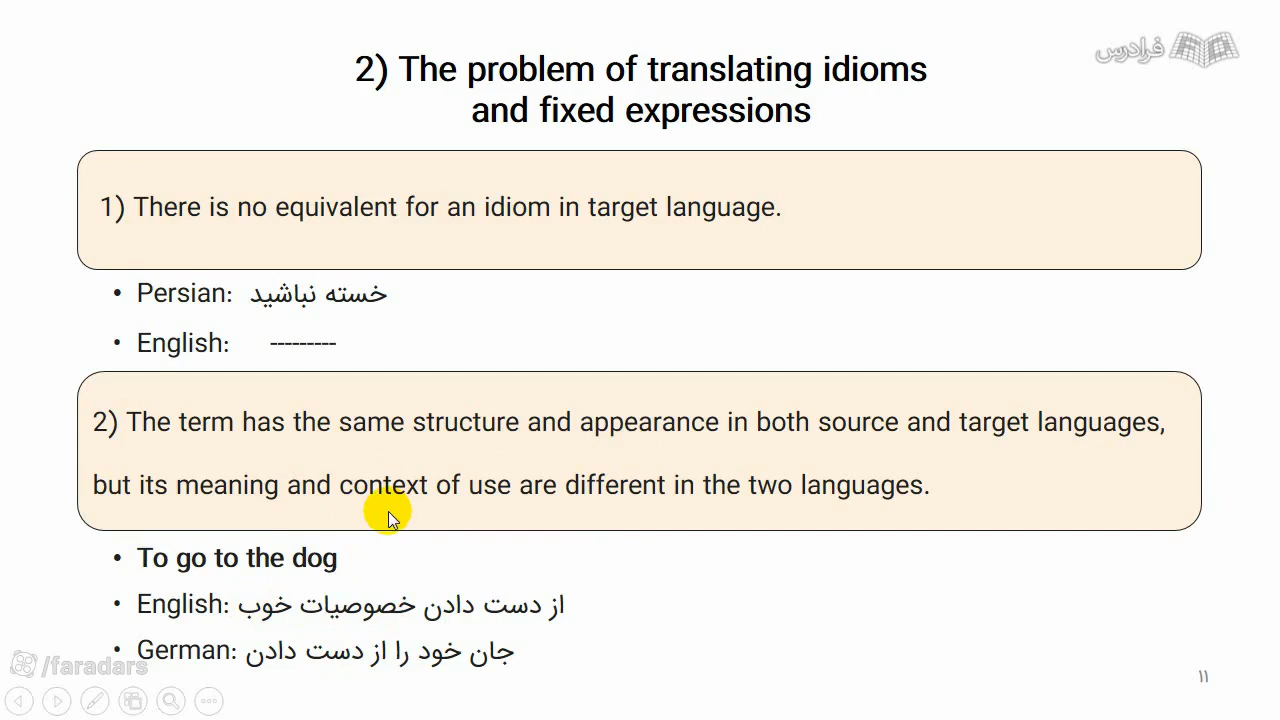 فرادرس
2) The problem of translating idioms
and fixed expressions
1) There is no equivalent for an idiom in target language.
• Persian: خسته نباشید
• English: ---------
2) The term has the same structure and appearance in both source and target languages,
but its meaning and context of use are different in the two languages.
• To go to the dog
• English: از دست دادن خصوصیات خوب
• German: جان خود را از دست دادن
/faradars
۱۱